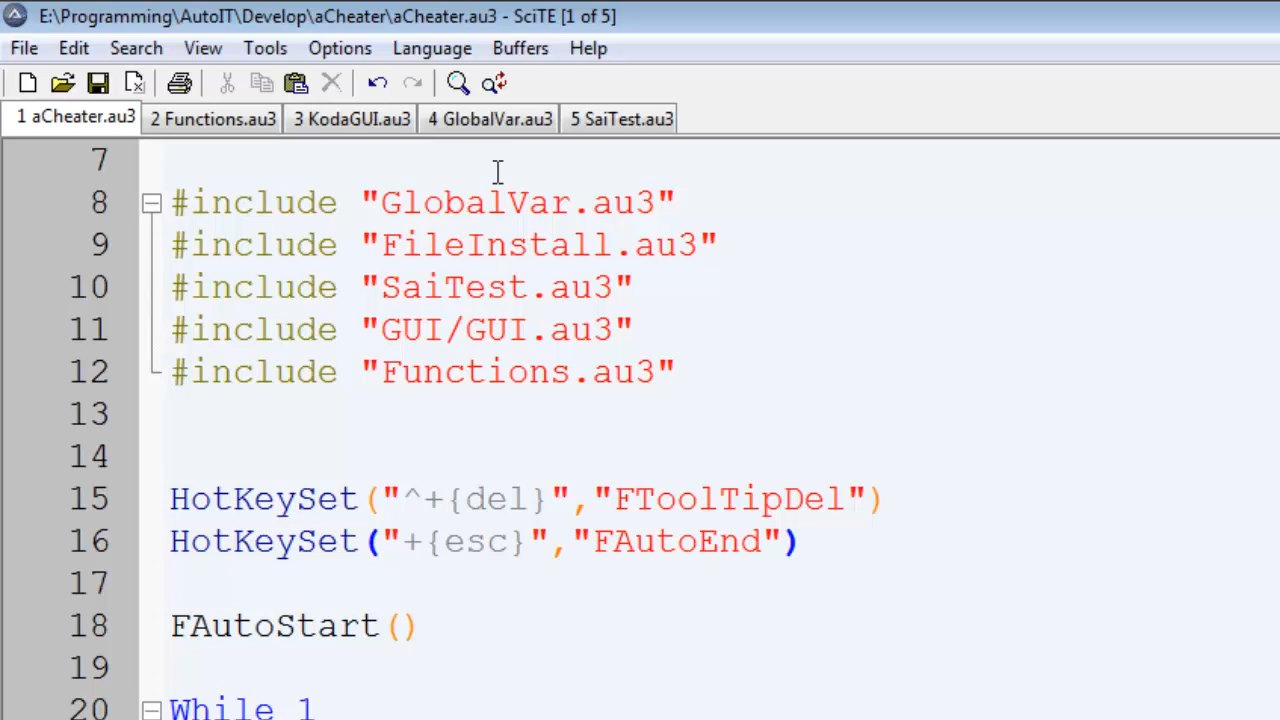 E:\Programming\AutoIT\Develop\aCheater\aCheater.au3 - SciTE [1 of 5]
File Edit Search View Tools Options Language Buffers Help
1 aCheater.au3 2 Functions.au3 3 KodaGUI.au3 4 GlobalVar.au3 5 SaiTest.au3
7
8 #include "GlobalVar.au3"
9 #include "FileInstall.au3"
10 #include "SaiTest.au3"
11 #include "GUI/GUI.au3"
12 #include "Functions.au3"
13
14
15 HotKeySet("^+{del}","FToolTipDel")
16 HotKeySet("+{esc}","FAutoEnd")
17
18 FAutoStart()
19
20 While 1